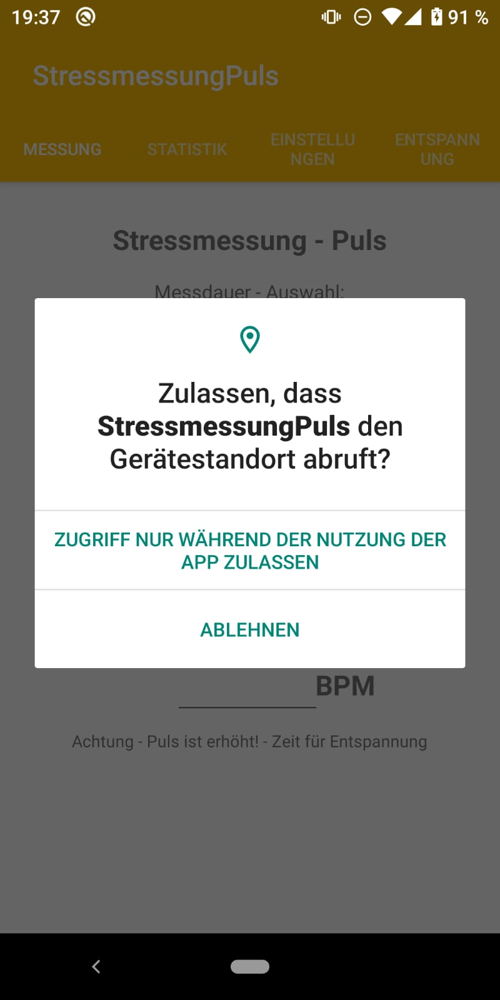 19:37 91 %
StressmessungPuls
MESSUNG STATISTIK EINSTELLU ENTSPANN
NGEN UNG
Stressmessung - Puls
Messdauer - Auswahl:
Zulassen, dass
StressmessungPuls den
Gerätestandort abruft?
ZUGRIFF NUR WÄHREND DER NUTZUNG DER
APP ZULASSEN
ABLEHNEN
BPM
Achtung - Puls ist erhöht! - Zeit für Entspannung